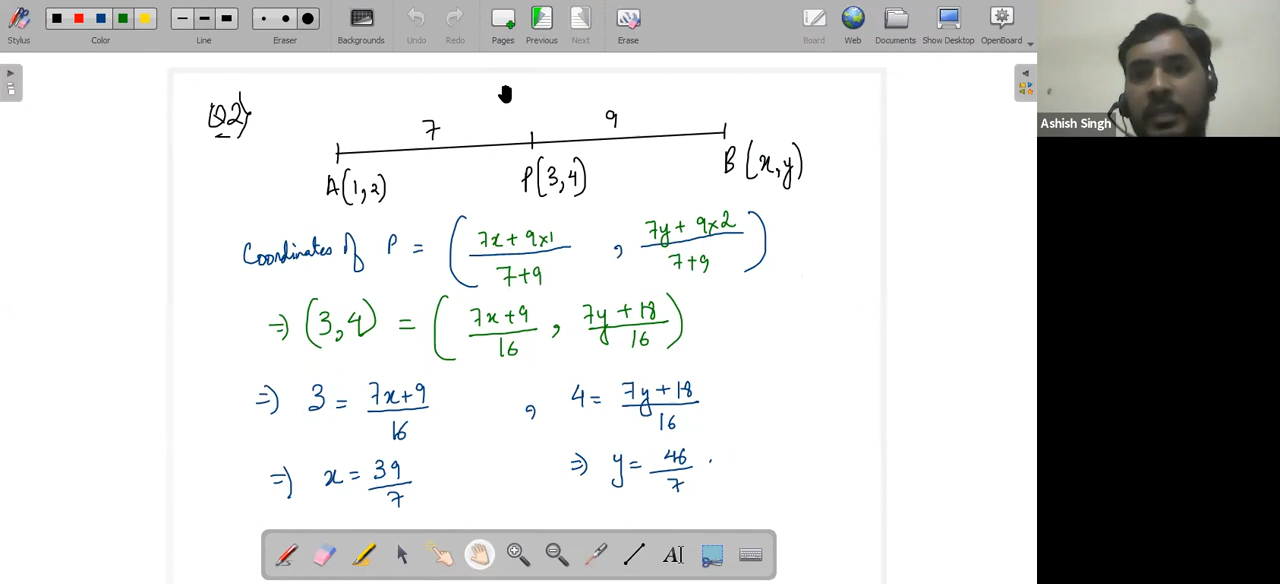 Stylus Color Line Eraser Backgrounds Undo Redo Pages Previous Next Erase Board Web Documents Show Desktop OpenBoard
Ashish Singh
Q2)
7 9
A(1,2) P(3,4) B(x,y)
Coordinates of P = ( 7x+9×1 / 7+9 , 7y+9×2 / 7+9 )
⇒ (3,4) = ( 7x+9 / 16 , 7y+18 / 16 )
⇒ 3 = 7x+9 / 16 , 4 = 7y+18 / 16
⇒ x = 39 / 7 ⇒ y = 46 / 7 .
AI